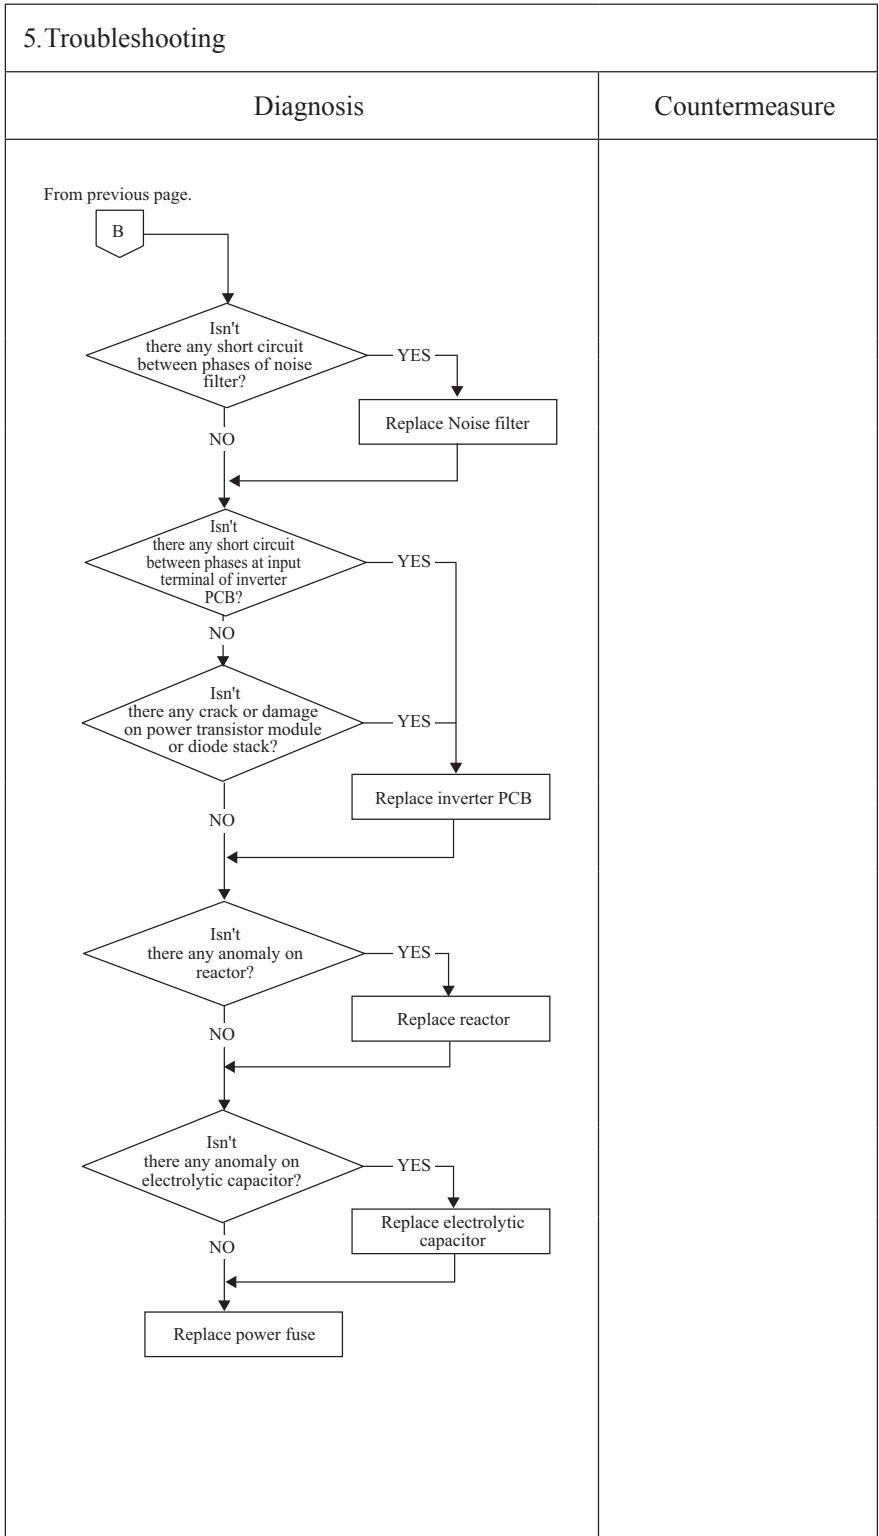 5.Troubleshooting
Diagnosis
Countermeasure
From previous page.
B
Isn't
there any short circuit
between phases of noise
filter?
YES
Replace Noise filter
NO
Isn't
there any short circuit
between phases at input
terminal of inverter
PCB?
YES
NO
Isn't
there any crack or damage
on power transistor module
or diode stack?
YES
Replace inverter PCB
NO
Isn't
there any anomaly on
reactor?
YES
Replace reactor
NO
Isn't
there any anomaly on
electrolytic capacitor?
YES
Replace electrolytic
capacitor
NO
Replace power fuse